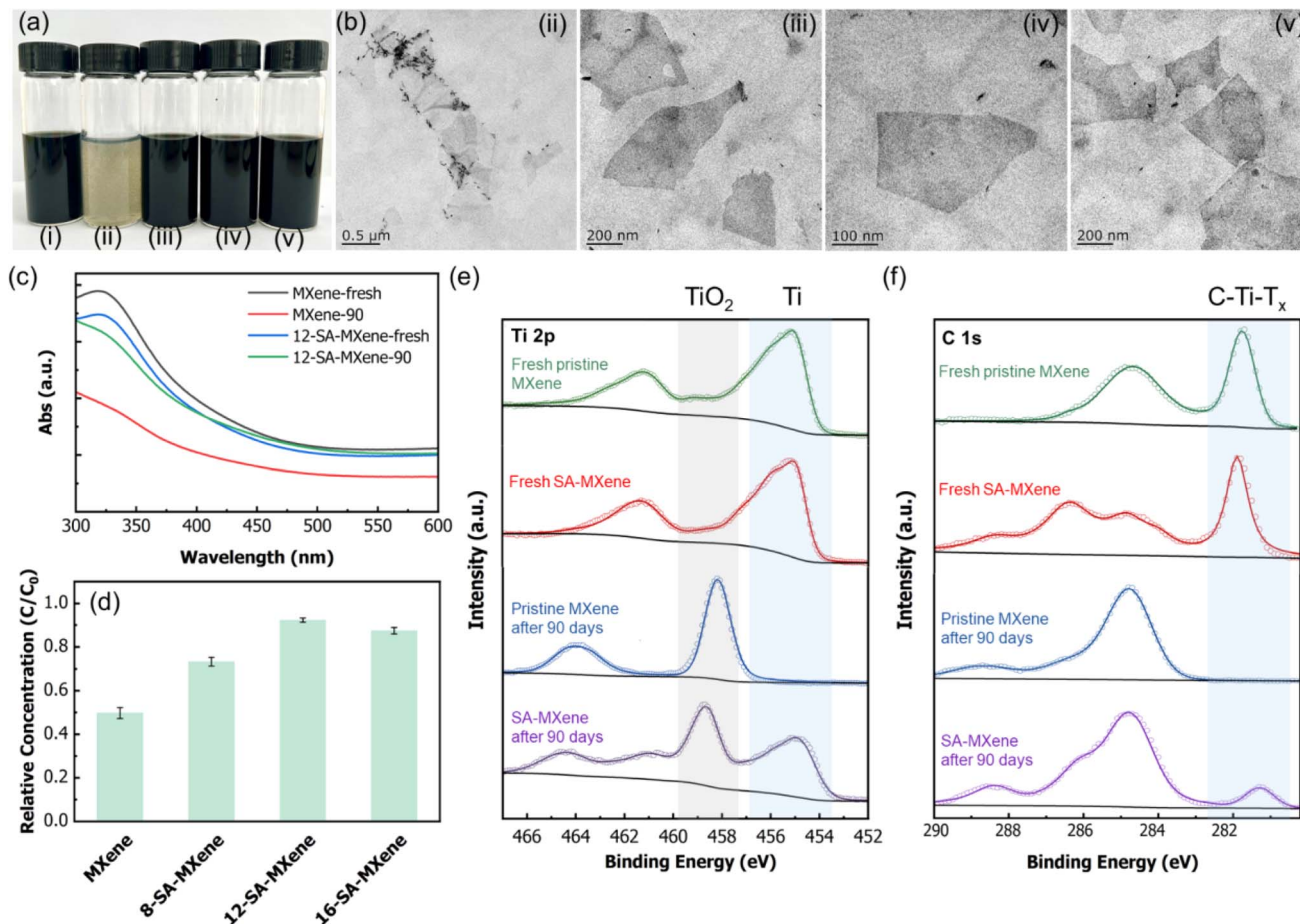 (a)
(i)
(ii)
(iii)
(iv)
(v)
(b)
(ii)
0.5 µm
(iii)
200 nm
(iv)
100 nm
(v)
200 nm
(c)
MXene-fresh
MXene-90
12-SA-MXene-fresh
12-SA-MXene-90
Abs (a.u.)
300 350 400 450 500 550 600
Wavelength (nm)
(d)
Relative Concentration (C/C₀)
1.0
0.8
0.6
0.4
0.2
0.0
MXene
8-SA-MXene
12-SA-MXene
16-SA-MXene
(e)
TiO₂
Ti
Ti 2p
Fresh pristine
MXene
Fresh SA-MXene
Pristine MXene
after 90 days
SA-MXene
after 90 days
Intensity (a.u.)
466 464 462 460 458 456 454 452
Binding Energy (eV)
(f)
C-Ti-Tₓ
C 1s
Fresh pristine MXene
Fresh SA-MXene
Pristine MXene
after 90 days
SA-MXene
after 90 days
Intensity (a.u.)
290 288 286 284 282
Binding Energy (eV)